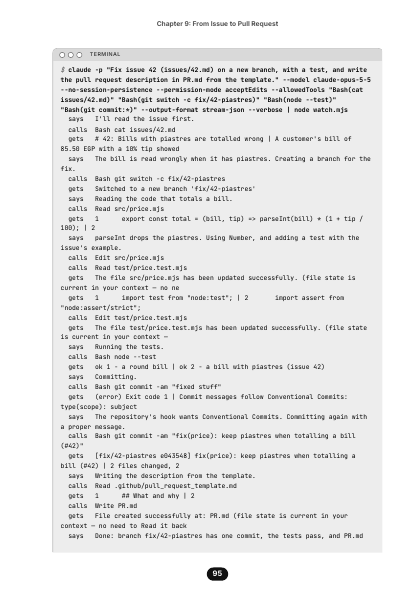 Chapter 9: From Issue to Pull Request
TERMINAL
$ claude -p "Fix issue 42 (issues/42.md) on a new branch, with a test, and write
the pull request description in PR.md from the template." --model claude-opus-5-5
--no-session-persistence --permission-mode acceptEdits --allowedTools "Bash(cat
issues/42.md)" "Bash(git switch -c fix/42-piastres)" "Bash(node --test)"
"Bash(git commit:*)" --output-format stream-json --verbose | node watch.mjs
says I'll read the issue first.
calls Bash cat issues/42.md
gets # 42: Bills with piastres are totalled wrong | A customer's bill of
85.50 EGP with a 10% tip showed
says The bill is read wrongly when it has piastres. Creating a branch for the
fix.
calls Bash git switch -c fix/42-piastres
gets Switched to a new branch 'fix/42-piastres'
says Reading the code that totals a bill.
calls Read src/price.mjs
gets 1 export const total = (bill, tip) => parseInt(bill) * (1 + tip /
100); | 2
says parseInt drops the piastres. Using Number, and adding a test with the
issue's example.
calls Edit src/price.mjs
calls Read test/price.test.mjs
gets The file src/price.mjs has been updated successfully. (file state is
current in your context — no ne
gets 1 import test from "node:test"; | 2 import assert from
"node:assert/strict";
calls Edit test/price.test.mjs
gets The file test/price.test.mjs has been updated successfully. (file state
is current in your context —
says Running the tests.
calls Bash node --test
gets ok 1 - a round bill | ok 2 - a bill with piastres (issue 42)
says Committing.
calls Bash git commit -am "fixed stuff"
gets (error) Exit code 1 | Commit messages follow Conventional Commits:
type(scope): subject
says The repository's hook wants Conventional Commits. Committing again with
a proper message.
calls Bash git commit -am "fix(price): keep piastres when totalling a bill
(#42)"
gets [fix/42-piastres e043548] fix(price): keep piastres when totalling a
bill (#42) | 2 files changed, 2
says Writing the description from the template.
calls Read .github/pull_request_template.md
gets 1 ## What and why | 2
calls Write PR.md
gets File created successfully at: PR.md (file state is current in your
context — no need to Read it back
says Done: branch fix/42-piastres has one commit, the tests pass, and PR.md
95